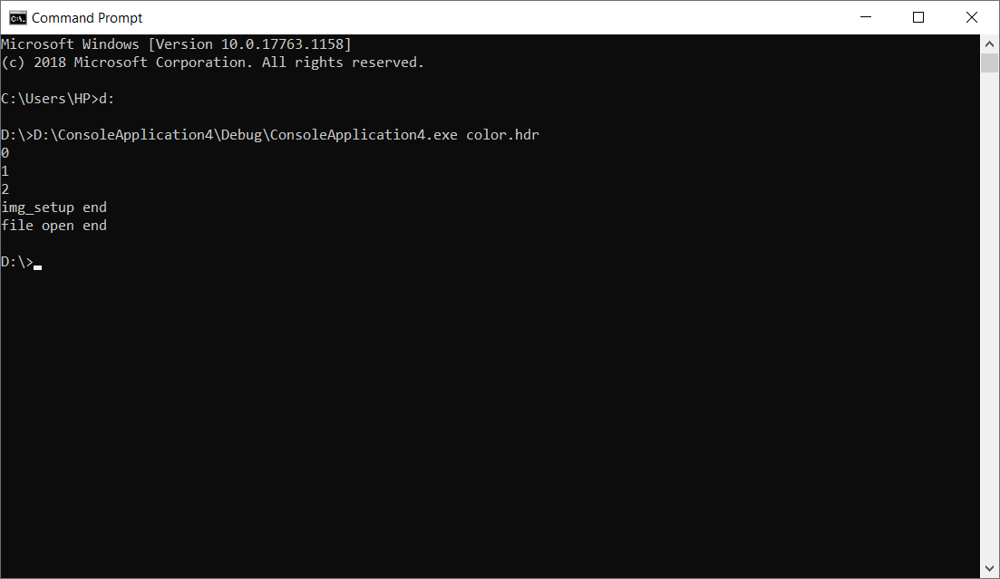 Command Prompt
Microsoft Windows [Version 10.0.17763.1158]
(c) 2018 Microsoft Corporation. All rights reserved.
C:\Users\HP>d:
D:\>D:\ConsoleApplication4\Debug\ConsoleApplication4.exe color.hdr
0
1
2
img_setup end
file open end
D:\>